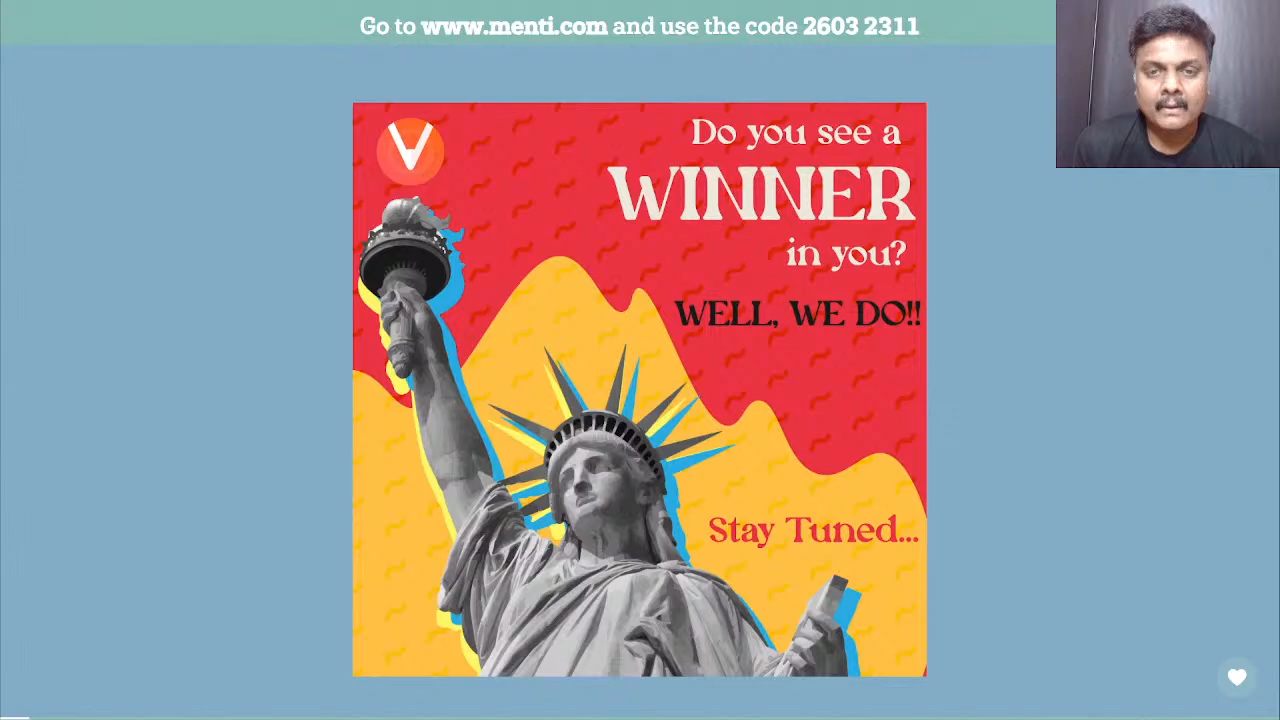 Go to www.menti.com and use the code 2603 2311
Do you see a
WINNER
in you?
WELL, WE DO!!
Stay Tuned...